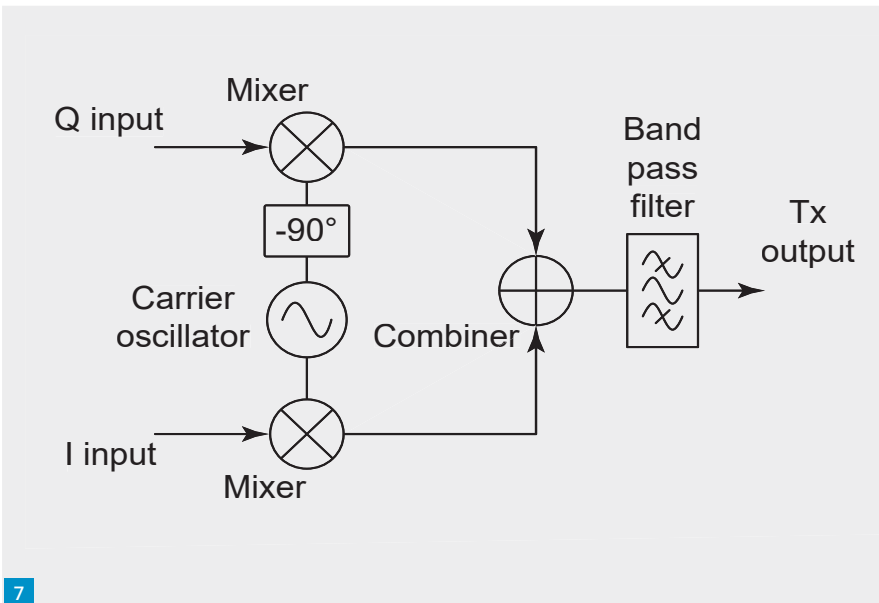 Mixer
Q input
Band
pass
filter
Tx
output
-90°
Carrier
oscillator
Combiner
I input
Mixer
7